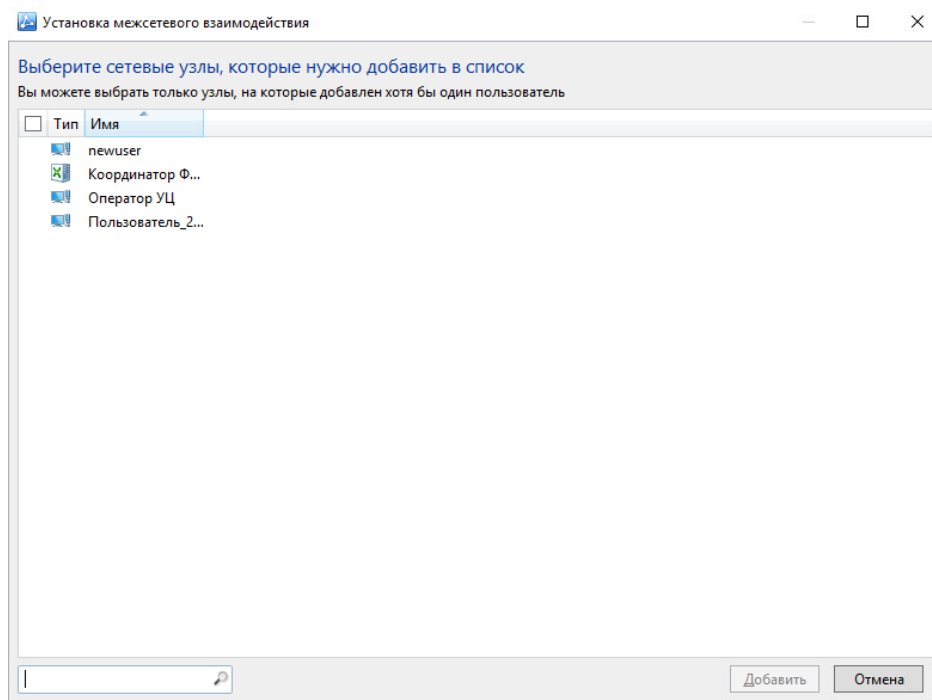 Установка межсетевого взаимодействия
Выберите сетевые узлы, которые нужно добавить в список
Вы можете выбрать только узлы, на которые добавлен хотя бы один пользователь
Тип Имя
newuser
Координатор Ф...
Оператор УЦ
Пользователь_2...
Добавить Отмена